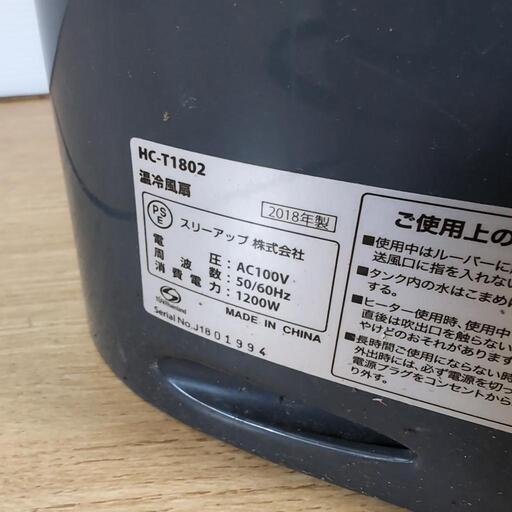 HC-T1802
温冷風扇
PS
E
2018年製
スリーアップ 株式会社
電圧:AC100V
周波数:50/60Hz
消費電力:1200W
MADE IN CHINA
Serial No.J1801994
ご使用上の
■使用中はルーバーに
送風口に指を入れない
■タンク内の水はこまめ
する。
■ヒーター使用時、使用中
直後は吹出口を触らない
やけどのおそれがあります
■長時間ご使用にならない時
外出時には、必ず電源を切
電源プラグをコンセントから
り外す。